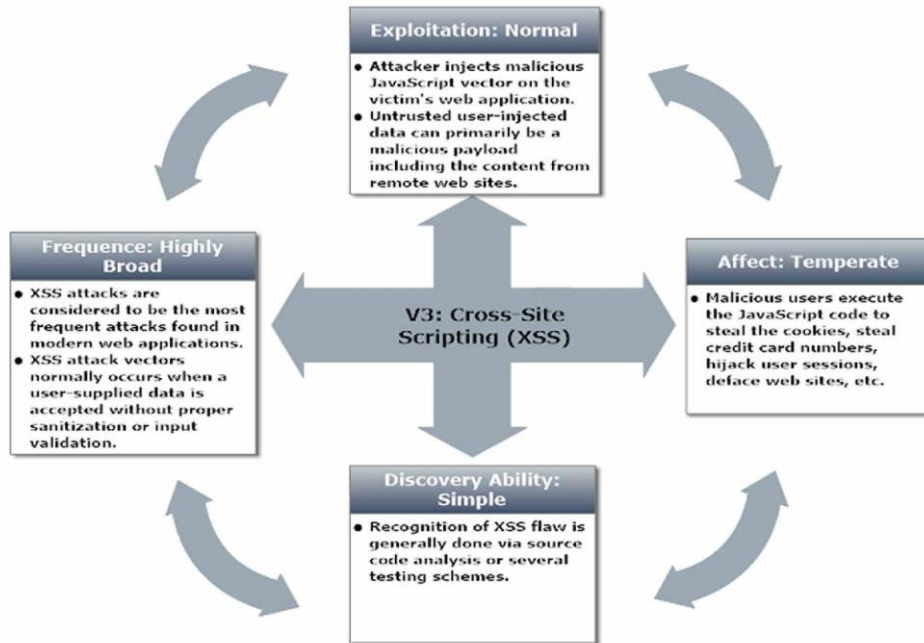 Exploitation: Normal
● Attacker injects malicious
JavaScript vector on the
victim's web application.
● Untrusted user-injected
data can primarily be a
malicious payload
including the content from
remote web sites.
Frequence: Highly
Broad
● XSS attacks are
considered to be the most
frequent attacks found in
modern web applications.
● XSS attack vectors
normally occurs when a
user-supplied data is
accepted without proper
sanitization or input
validation.
V3: Cross-Site
Scripting (XSS)
Affect: Temperate
● Malicious users execute
the JavaScript code to
steal the cookies, steal
credit card numbers,
hijack user sessions,
deface web sites, etc.
Discovery Ability:
Simple
● Recognition of XSS flaw is
generally done via source
code analysis or several
testing schemes.